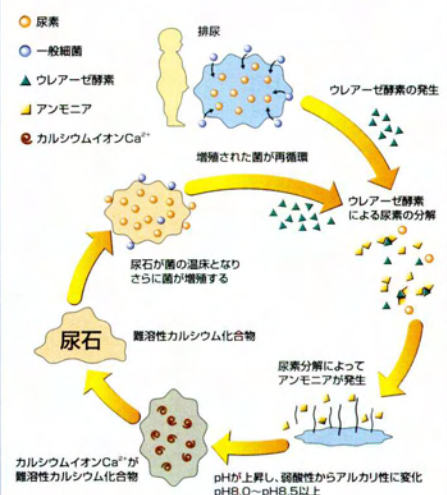 尿素
一般細菌
ウレアーゼ酵素
アンモニア
カルシウムイオンCa²⁺
排尿
ウレアーゼ酵素の発生
増殖された菌が再循環
ウレアーゼ酵素
による尿素の分解
尿石が菌の温床となり
さらに菌が増殖する
尿石
難溶性カルシウム化合物
尿素分解によって
アンモニアが発生
カルシウムイオンCa²⁺が
難溶性カルシウム化合物
pHが上昇し、弱酸性からアルカリ性に変化
pH8.0～pH8.5以上